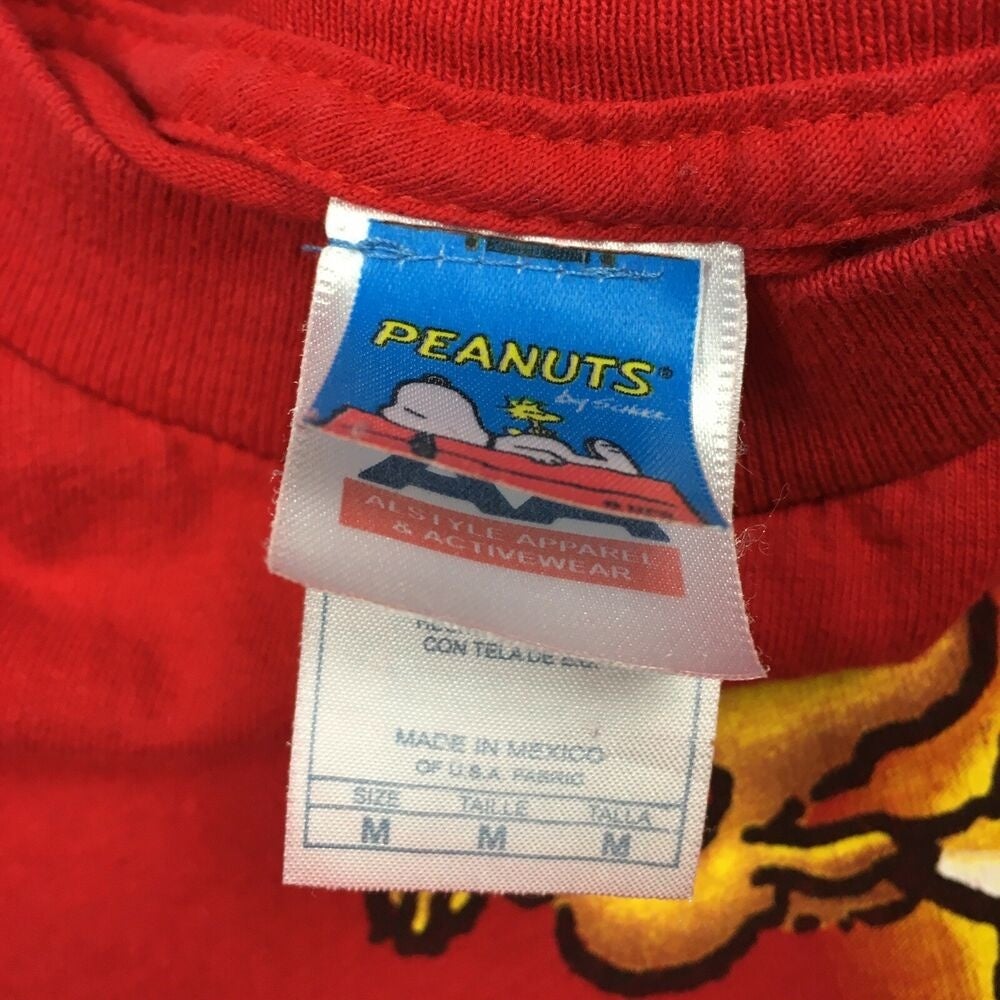 PEANUTS®
by Schulz
ALSTYLE APPAREL
& ACTIVEWEAR
CON TELA DE
MADE IN MEXICO
OF U.S.A FABRIC
SIZE TAILLE TALLA
M M M